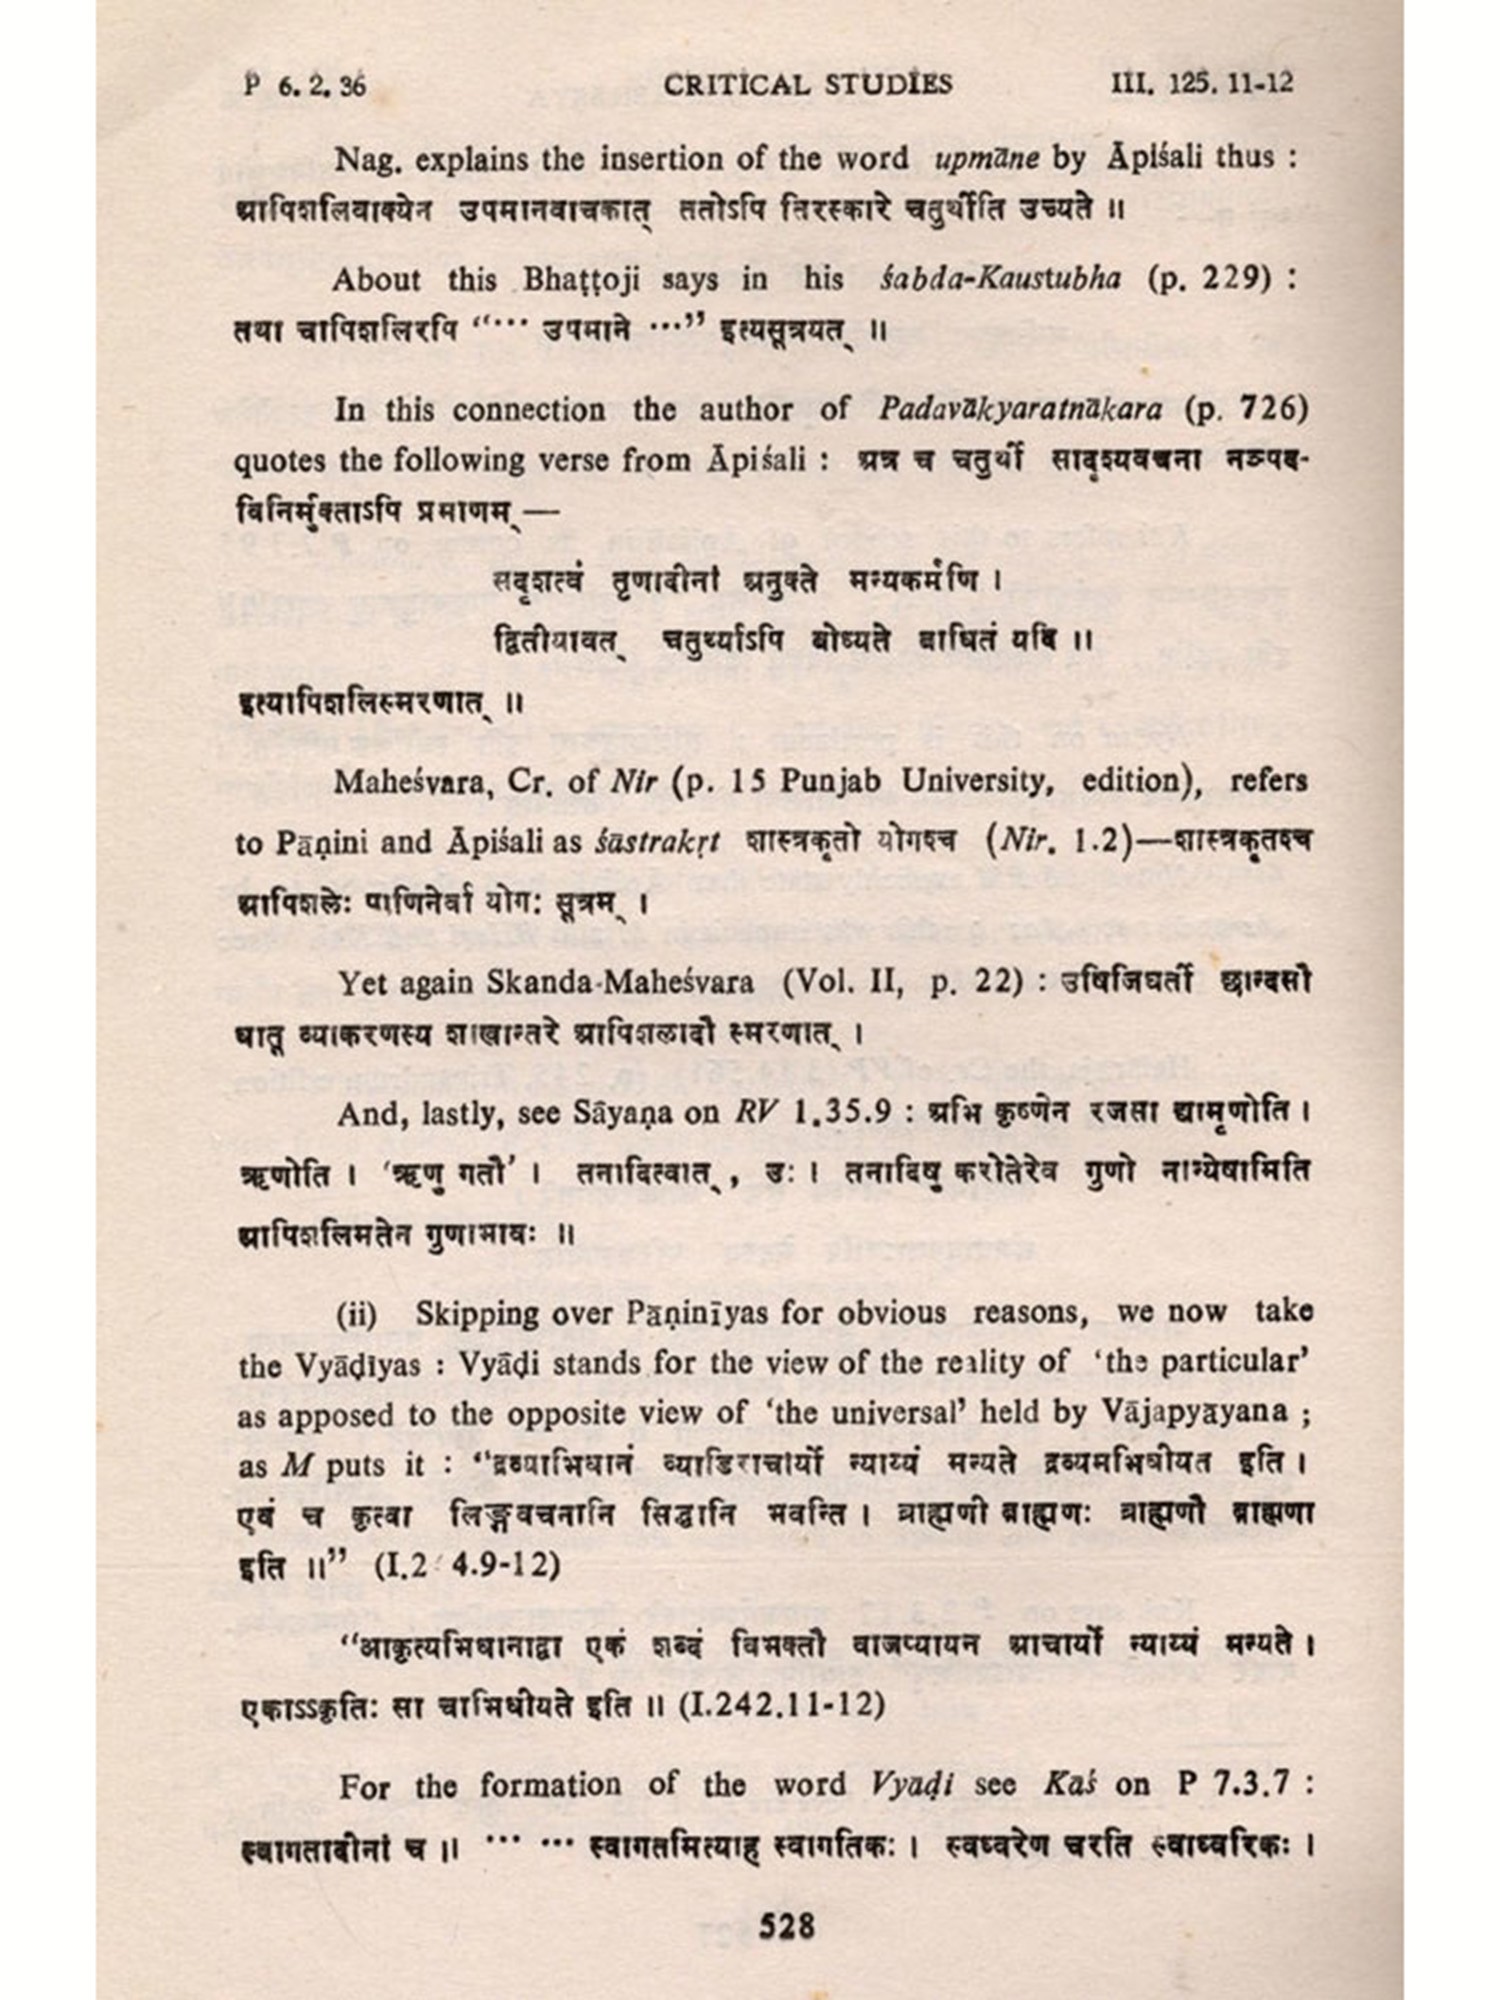 P 6. 2. 36 CRITICAL STUDIES III. 125. 11-12
Nag. explains the insertion of the word upmāne by Āpiśali thus :
आपिशलिवाक्येन उपमानवाचकात् ततोऽपि तिरस्कारे चतुर्थीति उच्यते ॥
About this Bhaṭṭoji says in his śabda-Kaustubha (p. 229) :
तथा चापिशलिरपि “··· उपमाने ···” इत्यसूत्रयत् ॥
In this connection the author of Padavākyaratnākara (p. 726)
quotes the following verse from Āpiśali : अत्र च चतुर्थी सादृश्यवचना नञ्पद-
विनिर्मुक्ताऽपि प्रमाणम्—
सदृशत्वं तृणादीनां अनुक्ते मन्यकर्मणि ।
द्वितीयावत् चतुर्थ्याऽपि बोध्यते बाधितं यदि ॥
इत्यापिशलिस्मरणात् ॥
Maheśvara, Cr. of Nir (p. 15 Punjab University, edition), refers
to Pāṇini and Āpiśali as śāstrakṛt शास्त्रकृतो योगश्च (Nir. 1.2)—शास्त्रकृतश्च
आपिशलेः पाणिनेर्वा योगः सूत्रम् ।
Yet again Skanda-Maheśvara (Vol. II, p. 22) : उषिजिघर्ती छान्दसौ
धातू व्याकरणस्य शाखान्तरे आपिशलादौ स्मरणात् ।
And, lastly, see Sāyaṇa on RV 1.35.9 : अभि कृष्णेन रजसा द्यामृणोति ।
ऋणोति । ‘ऋणु गतौ’ । तनादित्वात्, उः । तनादिषु करोतेरेव गुणो नान्येषामिति
आपिशलिमतेन गुणाभावः ॥
(ii) Skipping over Pāṇinīyas for obvious reasons, we now take
the Vyāḍīyas : Vyāḍi stands for the view of the reality of ‘the particular’
as apposed to the opposite view of ‘the universal’ held by Vājapyāyana ;
as M puts it : “द्रव्याभिधानं व्याडिराचार्यो न्याय्यं मन्यते द्रव्यमभिधीयत इति ।
एवं च कृत्वा लिङ्गवचनानि सिद्धानि भवन्ति । ब्राह्मणी ब्राह्मणः ब्राह्मणौ ब्राह्मणा
इति ॥” (I.2 4.9-12)
“आकृत्यभिधानाद्वा एकं शब्दं विभक्तौ वाजप्यायन आचार्यो न्याय्यं मन्यते ।
एकाऽऽकृतिः सा चाभिधीयते इति ॥ (I.242.11-12)
For the formation of the word Vyāḍi see Kāś on P 7.3.7 :
स्वागतादीनां च ॥ ··· ··· स्वागतमित्याह स्वागतिकः । स्वध्वरेण चरति स्वाध्वरिकः ।
528